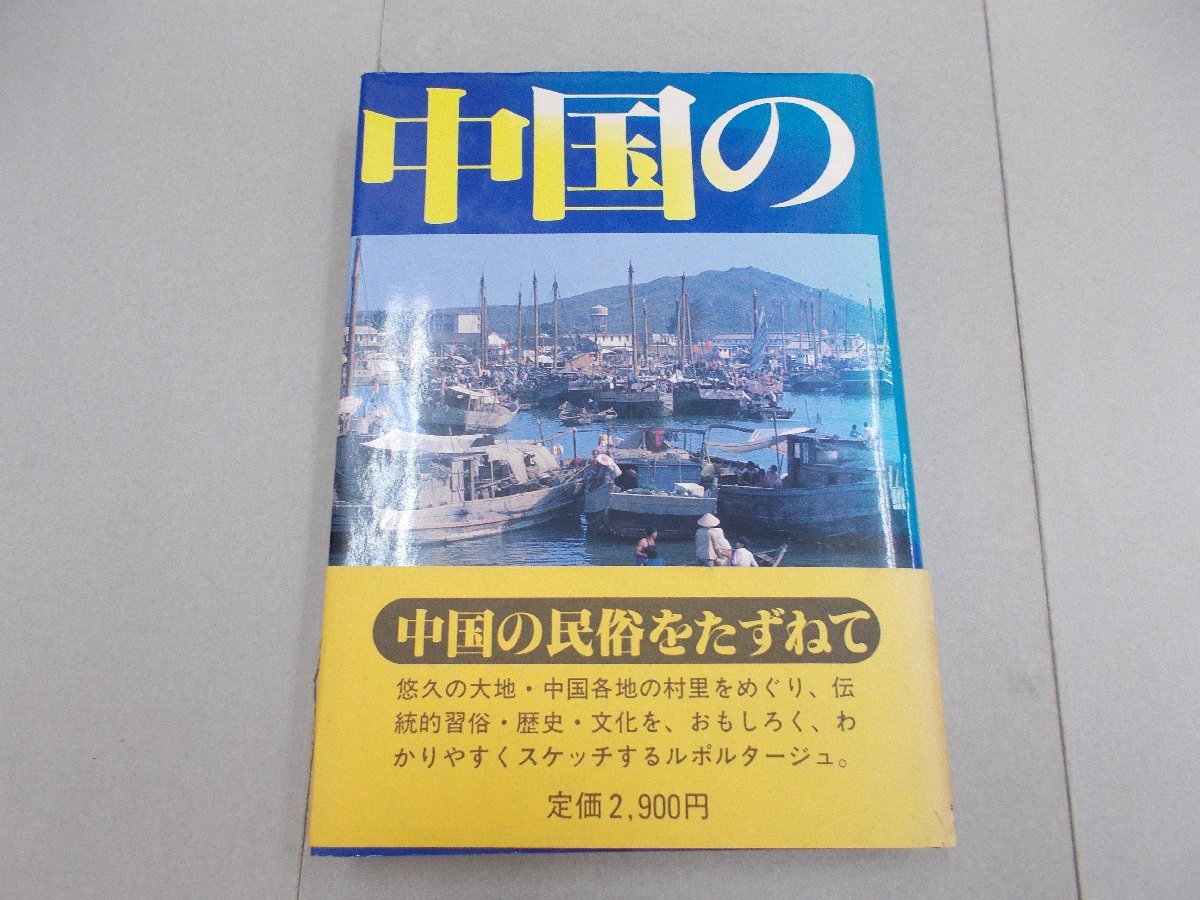 中国の
中国の民俗をたずねて
悠久の大地・中国各地の村里をめぐり、伝
統的習俗・歴史・文化を、おもしろく、わ
かりやすくスケッチするルポルタージュ。
定価2,900円